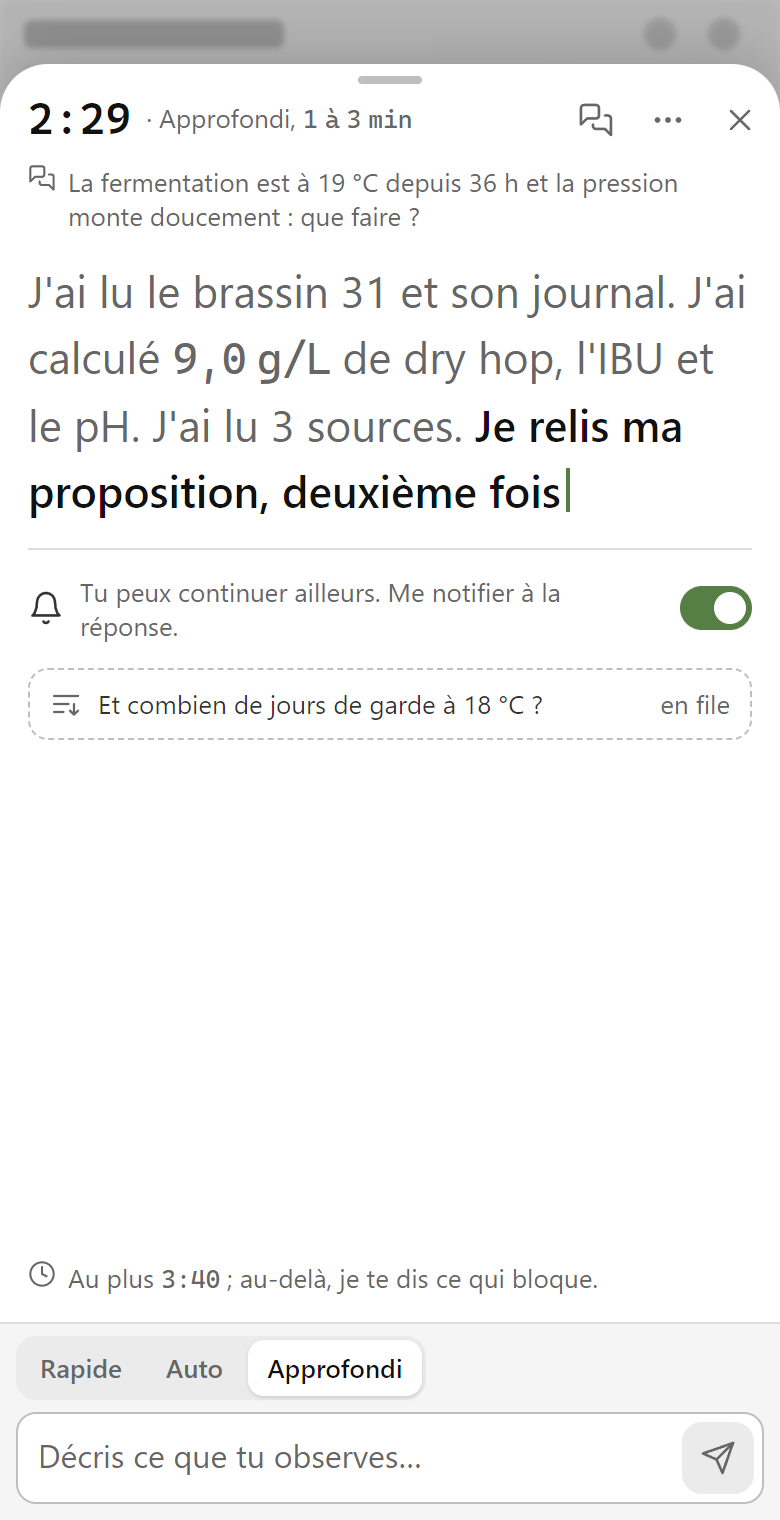 2:29 · Approfondi, 1 à 3 min
La fermentation est à 19 °C depuis 36 h et la pression
monte doucement : que faire ?
J'ai lu le brassin 31 et son journal. J'ai
calculé 9,0 g/L de dry hop, l'IBU et
le pH. J'ai lu 3 sources. Je relis ma
proposition, deuxième fois
Tu peux continuer ailleurs. Me notifier à la
réponse.
Et combien de jours de garde à 18 °C ? en file
Au plus 3:40 ; au-delà, je te dis ce qui bloque.
Rapide Auto Approfondi
Décris ce que tu observes...